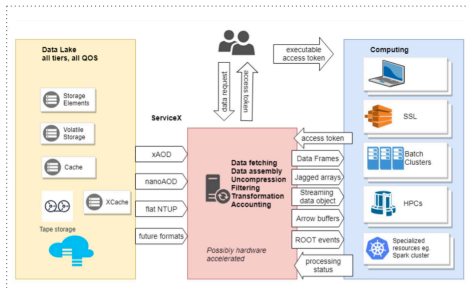 Data Lake
all tiers, all QOS
Storage
Elements
Volatile
Storage
Cache
XCache
Tape storage
ServiceX
xAOD
nanoAOD
flat NTUP
future formats
data request
access token
executable
access token
Data fetching
Data assembly
Uncompression
Filtering
Transformation
Accounting
Possibly hardware
accelerated
access token
Data Frames
Jagged arrays
Streaming
data object
Arrow buffers
ROOT events
processing
status
Computing
SSL
Batch
Clusters
HPCs
Specialized
resources eg.
Spark cluster